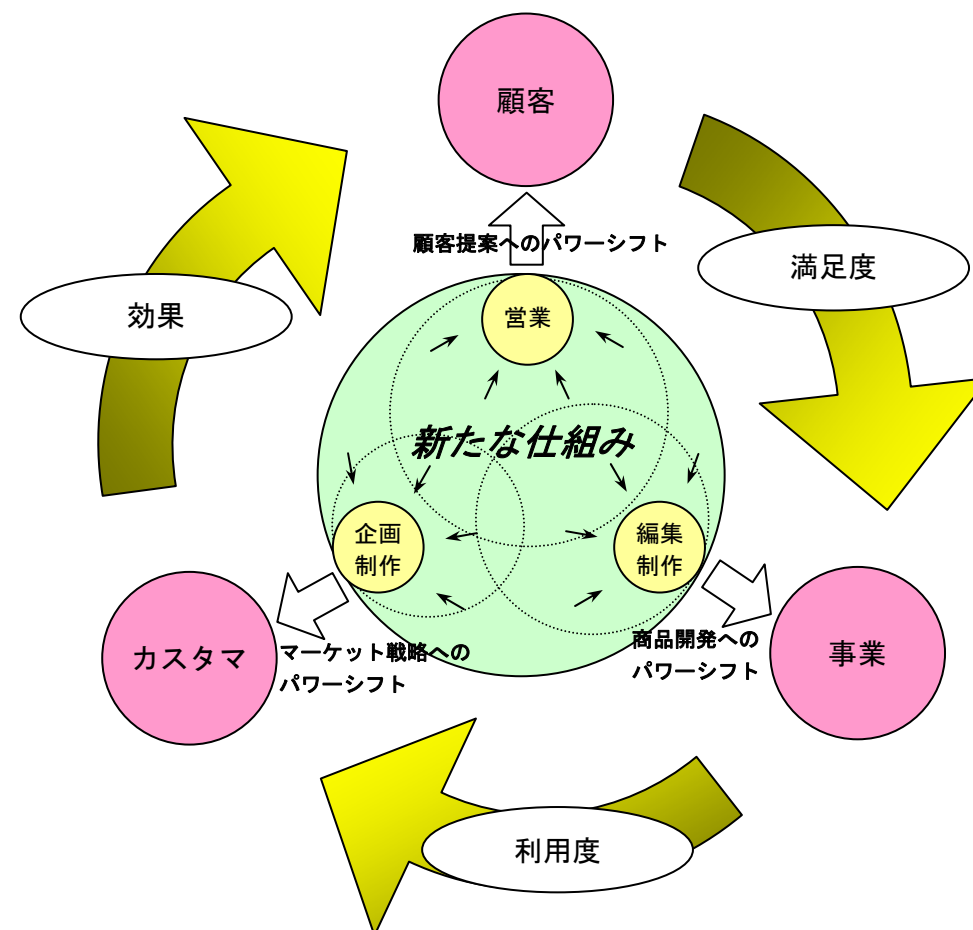 顧客
顧客提案へのパワーシフト
満足度
効果
営業
新たな仕組み
企画
制作
編集
制作
カスタマ
マーケット戦略への
パワーシフト
商品開発への
パワーシフト
事業
利用度